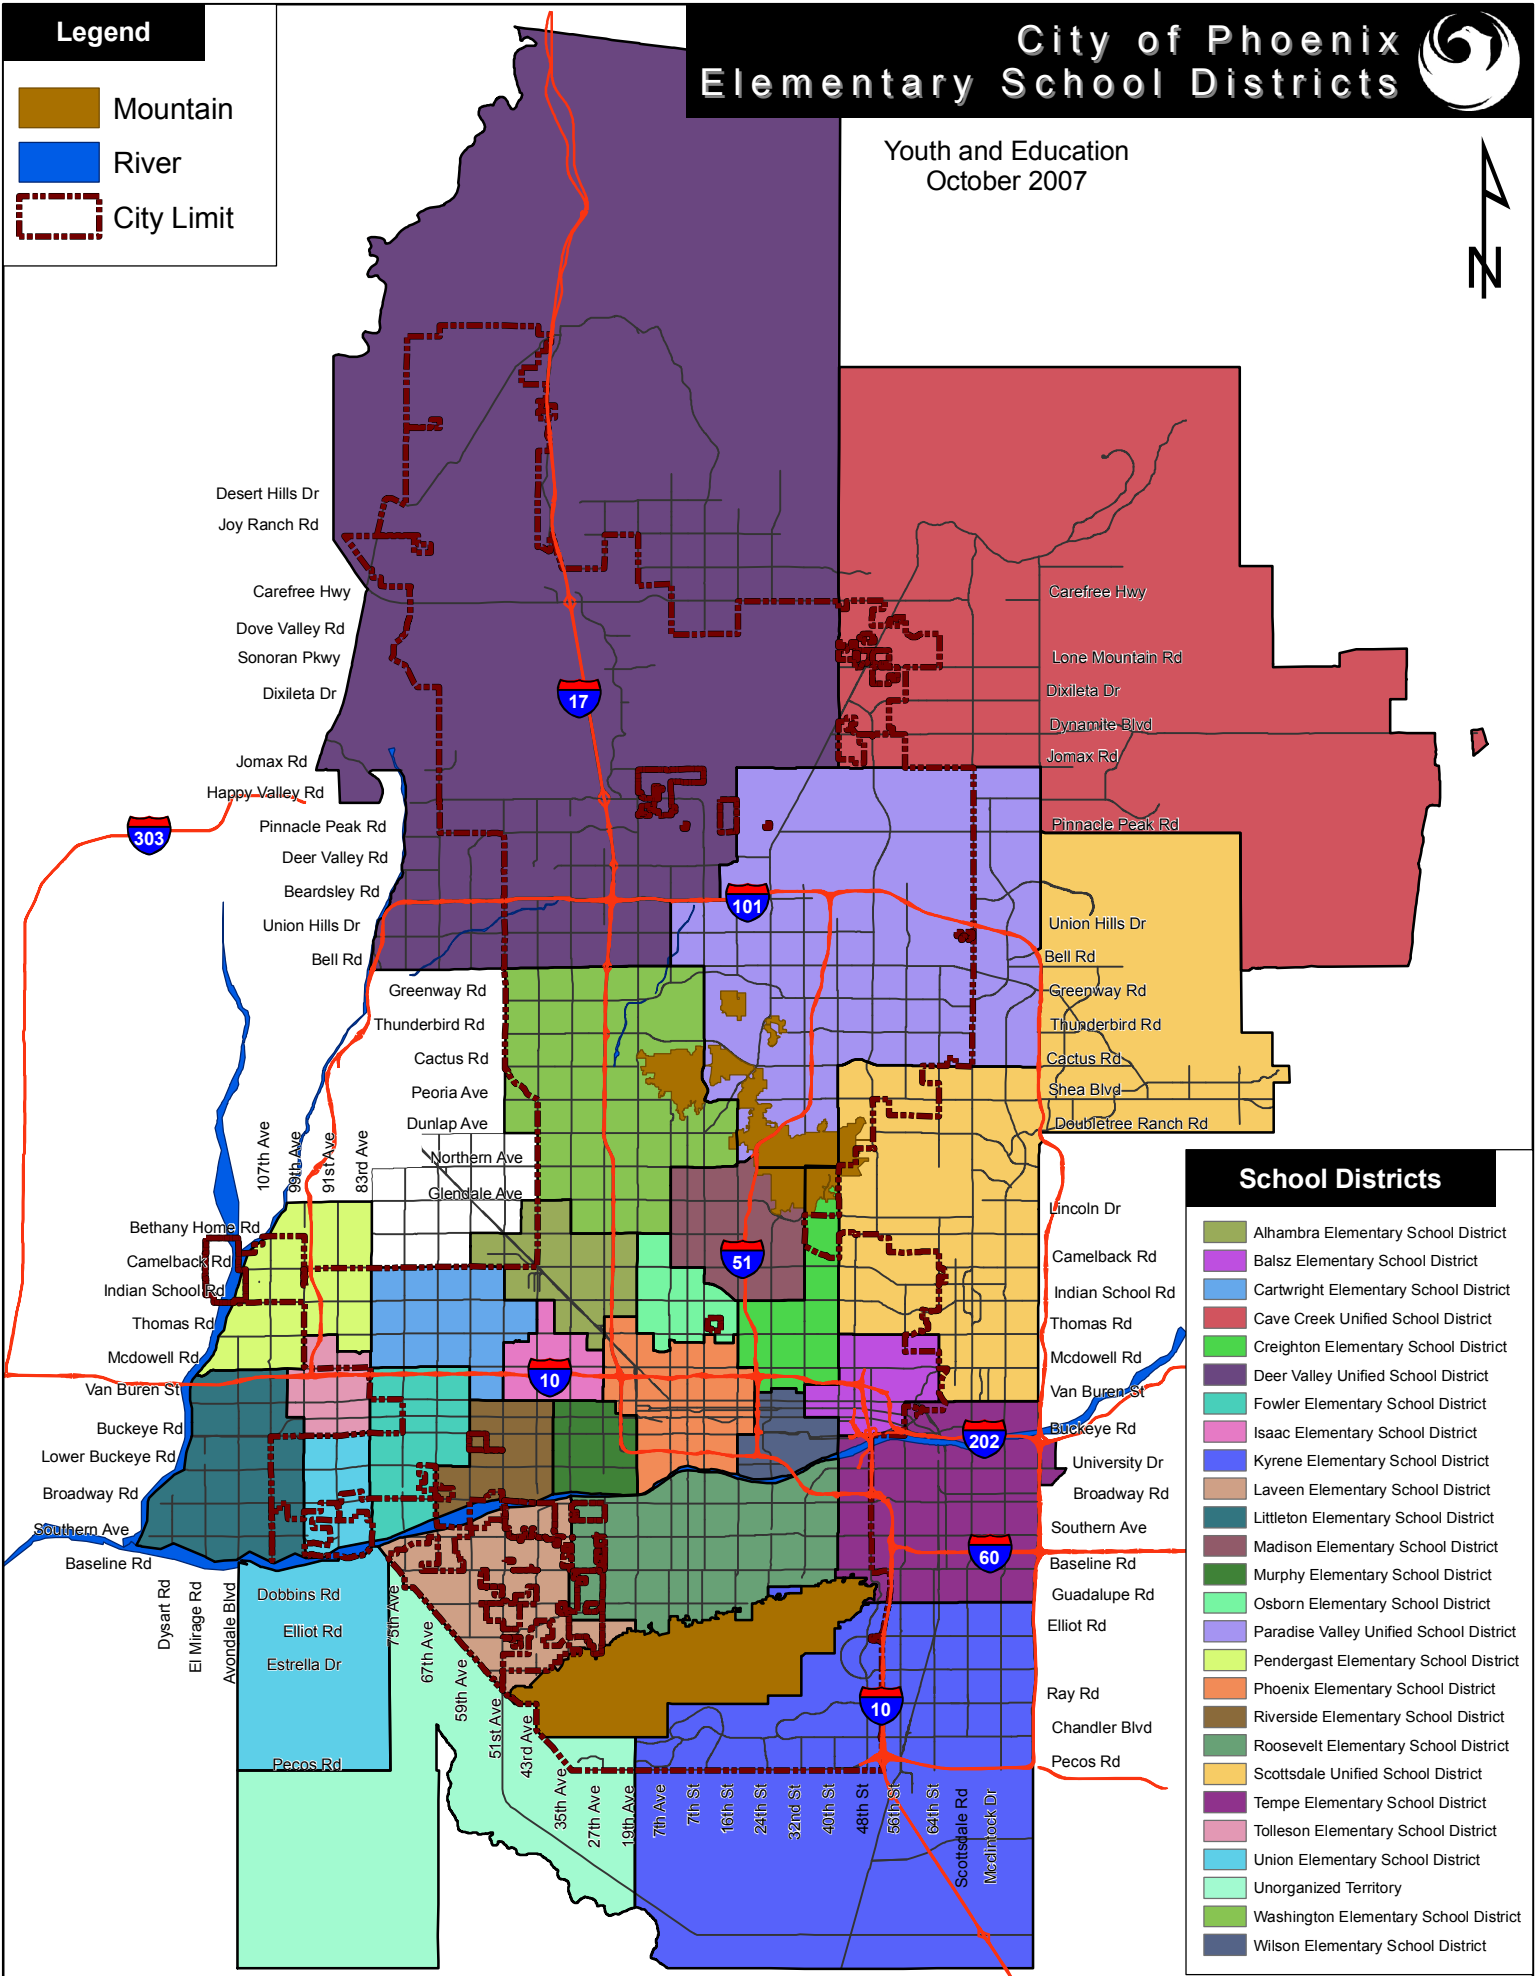 Legend
Mountain
River
City Limit
City of Phoenix
Elementary School Districts
Youth and Education
October 2007
N
Desert Hills Dr
Joy Ranch Rd
Carefree Hwy
Dove Valley Rd
Sonoran Pkwy
Dixileta Dr
Jomax Rd
Happy Valley Rd
Pinnacle Peak Rd
Deer Valley Rd
Beardsley Rd
Union Hills Dr
Bell Rd
Greenway Rd
Thunderbird Rd
Cactus Rd
Peoria Ave
Dunlap Ave
Northern Ave
Glendale Ave
Bethany Home Rd
Camelback Rd
Indian School Rd
Thomas Rd
Mcdowell Rd
Van Buren St
Buckeye Rd
Lower Buckeye Rd
Broadway Rd
Southern Ave
Baseline Rd
Dobbins Rd
Elliot Rd
Estrella Dr
Pecos Rd
107th Ave
99th Ave
91st Ave
83rd Ave
Dysart Rd
El Mirage Rd
Avondale Blvd
75th Ave
67th Ave
59th Ave
51st Ave
43rd Ave
35th Ave
27th Ave
19th Ave
7th Ave
7th St
16th St
24th St
32nd St
40th St
48th St
56th St
64th St
Scottsdale Rd
Mcclintock Dr
Carefree Hwy
Lone Mountain Rd
Dixileta Dr
Dynamite Blvd
Jomax Rd
Pinnacle Peak Rd
Union Hills Dr
Bell Rd
Greenway Rd
Thunderbird Rd
Cactus Rd
Shea Blvd
Doubletree Ranch Rd
Lincoln Dr
Camelback Rd
Indian School Rd
Thomas Rd
Mcdowell Rd
Van Buren St
Buckeye Rd
University Dr
Broadway Rd
Southern Ave
Baseline Rd
Guadalupe Rd
Elliot Rd
Ray Rd
Chandler Blvd
Pecos Rd
17
303
101
51
10
202
60
10
School Districts
Alhambra Elementary School District
Balsz Elementary School District
Cartwright Elementary School District
Cave Creek Unified School District
Creighton Elementary School District
Deer Valley Unified School District
Fowler Elementary School District
Isaac Elementary School District
Kyrene Elementary School District
Laveen Elementary School District
Littleton Elementary School District
Madison Elementary School District
Murphy Elementary School District
Osborn Elementary School District
Paradise Valley Unified School District
Pendergast Elementary School District
Phoenix Elementary School District
Riverside Elementary School District
Roosevelt Elementary School District
Scottsdale Unified School District
Tempe Elementary School District
Tolleson Elementary School District
Union Elementary School District
Unorganized Territory
Washington Elementary School District
Wilson Elementary School District